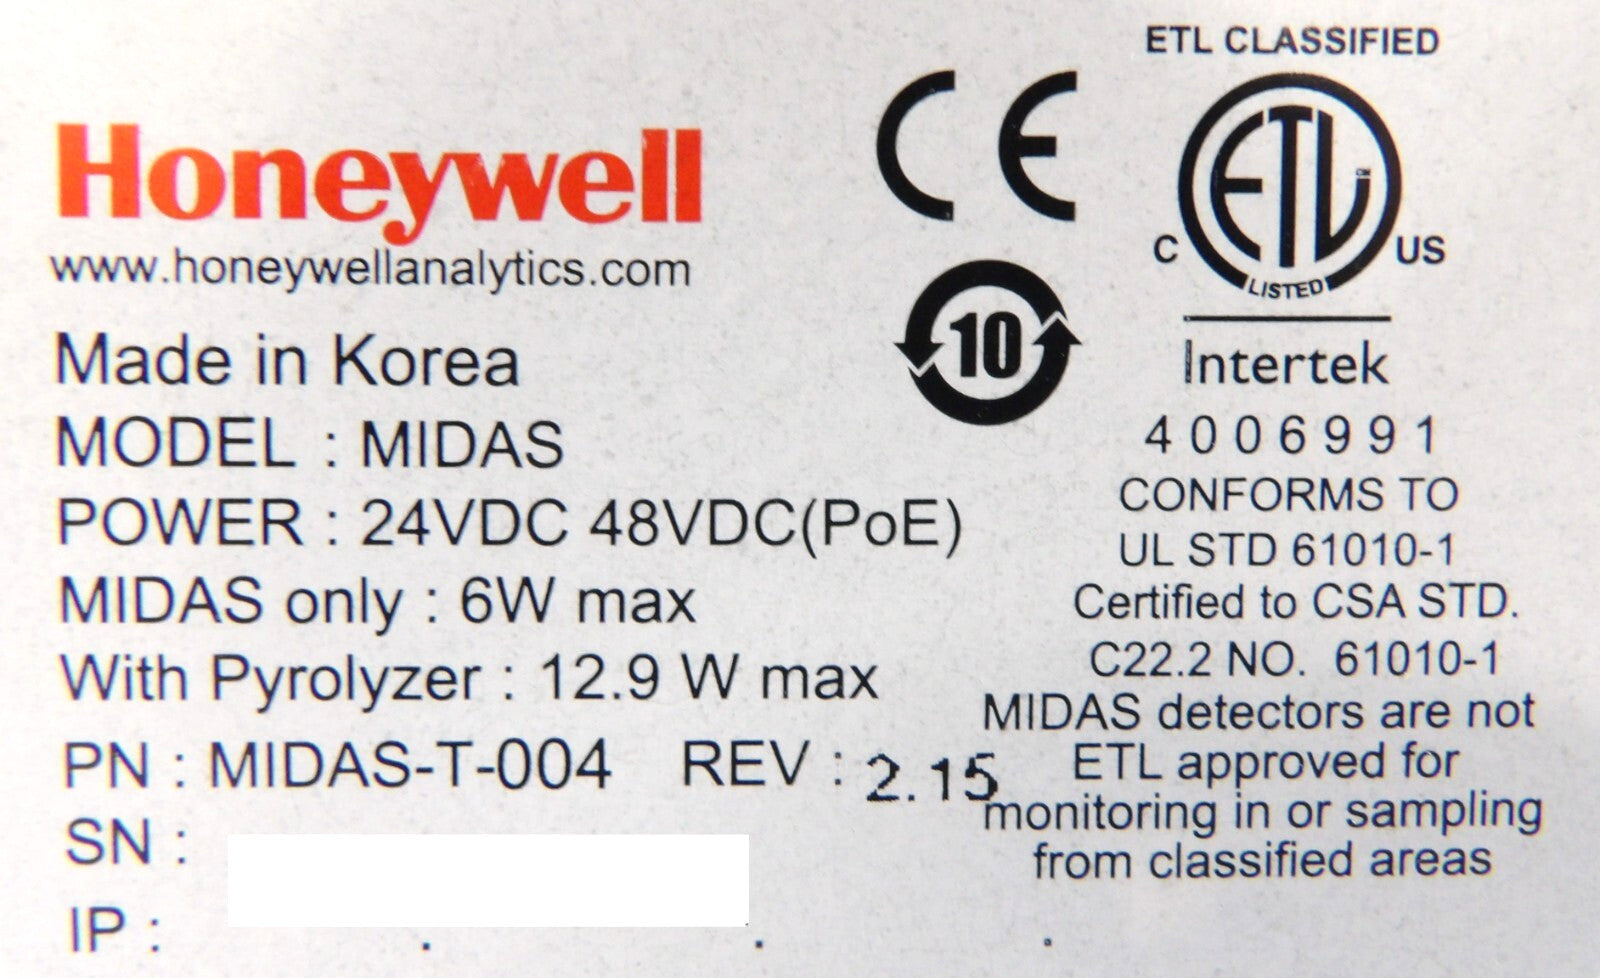 Honeywell
www.honeywellanalytics.com
Made in Korea
MODEL : MIDAS
POWER : 24VDC 48VDC(PoE)
MIDAS only : 6W max
With Pyrolyzer : 12.9 W max
PN : MIDAS-T-004 REV : 2.15
SN :
IP : . . .
CE
10
ETL CLASSIFIED
ETL
C US
LISTED
Intertek
4006991
CONFORMS TO
UL STD 61010-1
Certified to CSA STD.
C22.2 NO. 61010-1
MIDAS detectors are not
ETL approved for
monitoring in or sampling
from classified areas